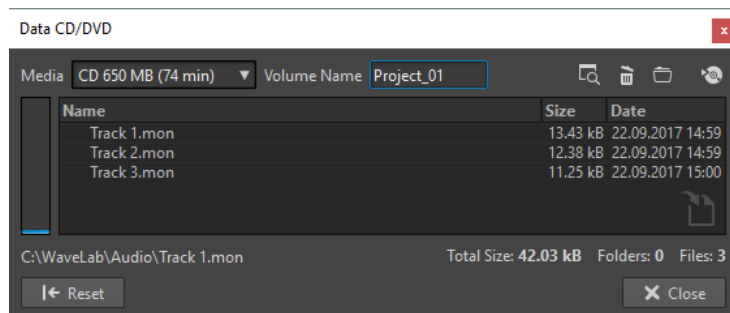 Data CD/DVD
x
Media CD 650 MB (74 min) Volume Name Project_01
Name Size Date
Track 1.mon 13.43 kB 22.09.2017 14:59
Track 2.mon 12.38 kB 22.09.2017 14:59
Track 3.mon 11.25 kB 22.09.2017 15:00
C:\WaveLab\Audio\Track 1.mon Total Size: 42.03 kB Folders: 0 Files: 3
Reset Close